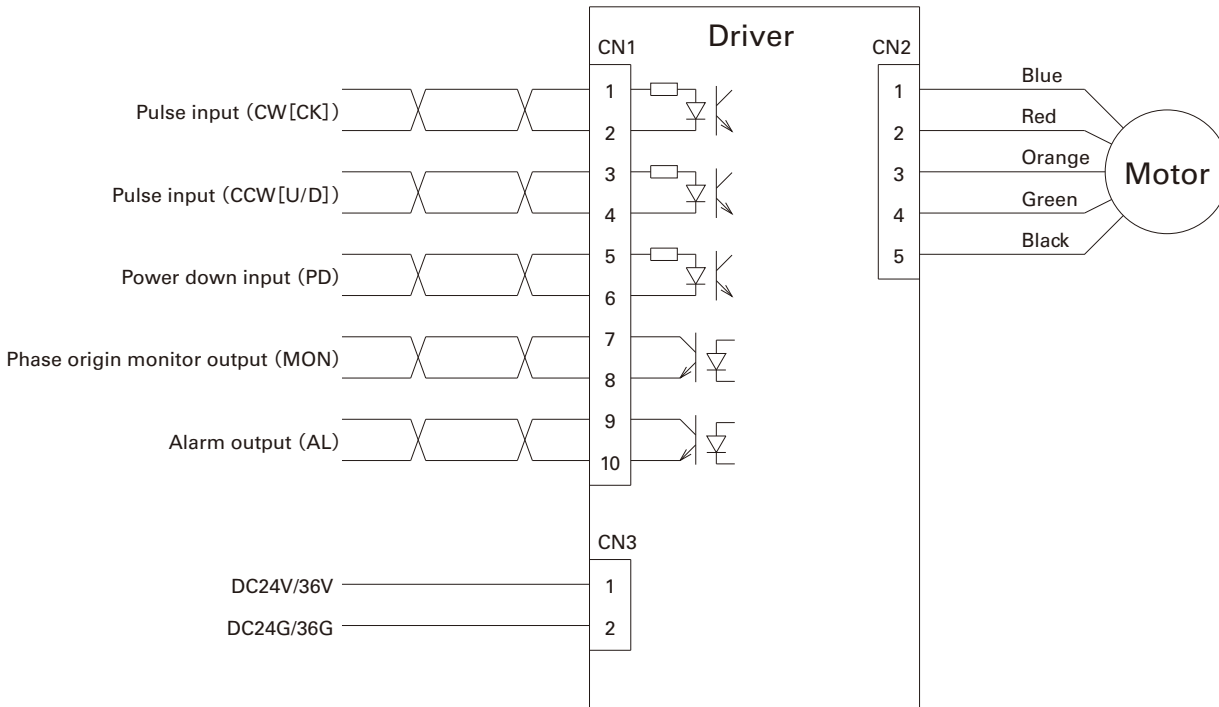 Driver
CN1
CN2
Pulse input (CW[CK])
1
2
Pulse input (CCW[U/D])
3
4
Power down input (PD)
5
6
Phase origin monitor output (MON)
7
8
Alarm output (AL)
9
10
1
Blue
2
Red
3
Orange
4
Green
5
Black
Motor
CN3
DC24V/36V
1
DC24G/36G
2